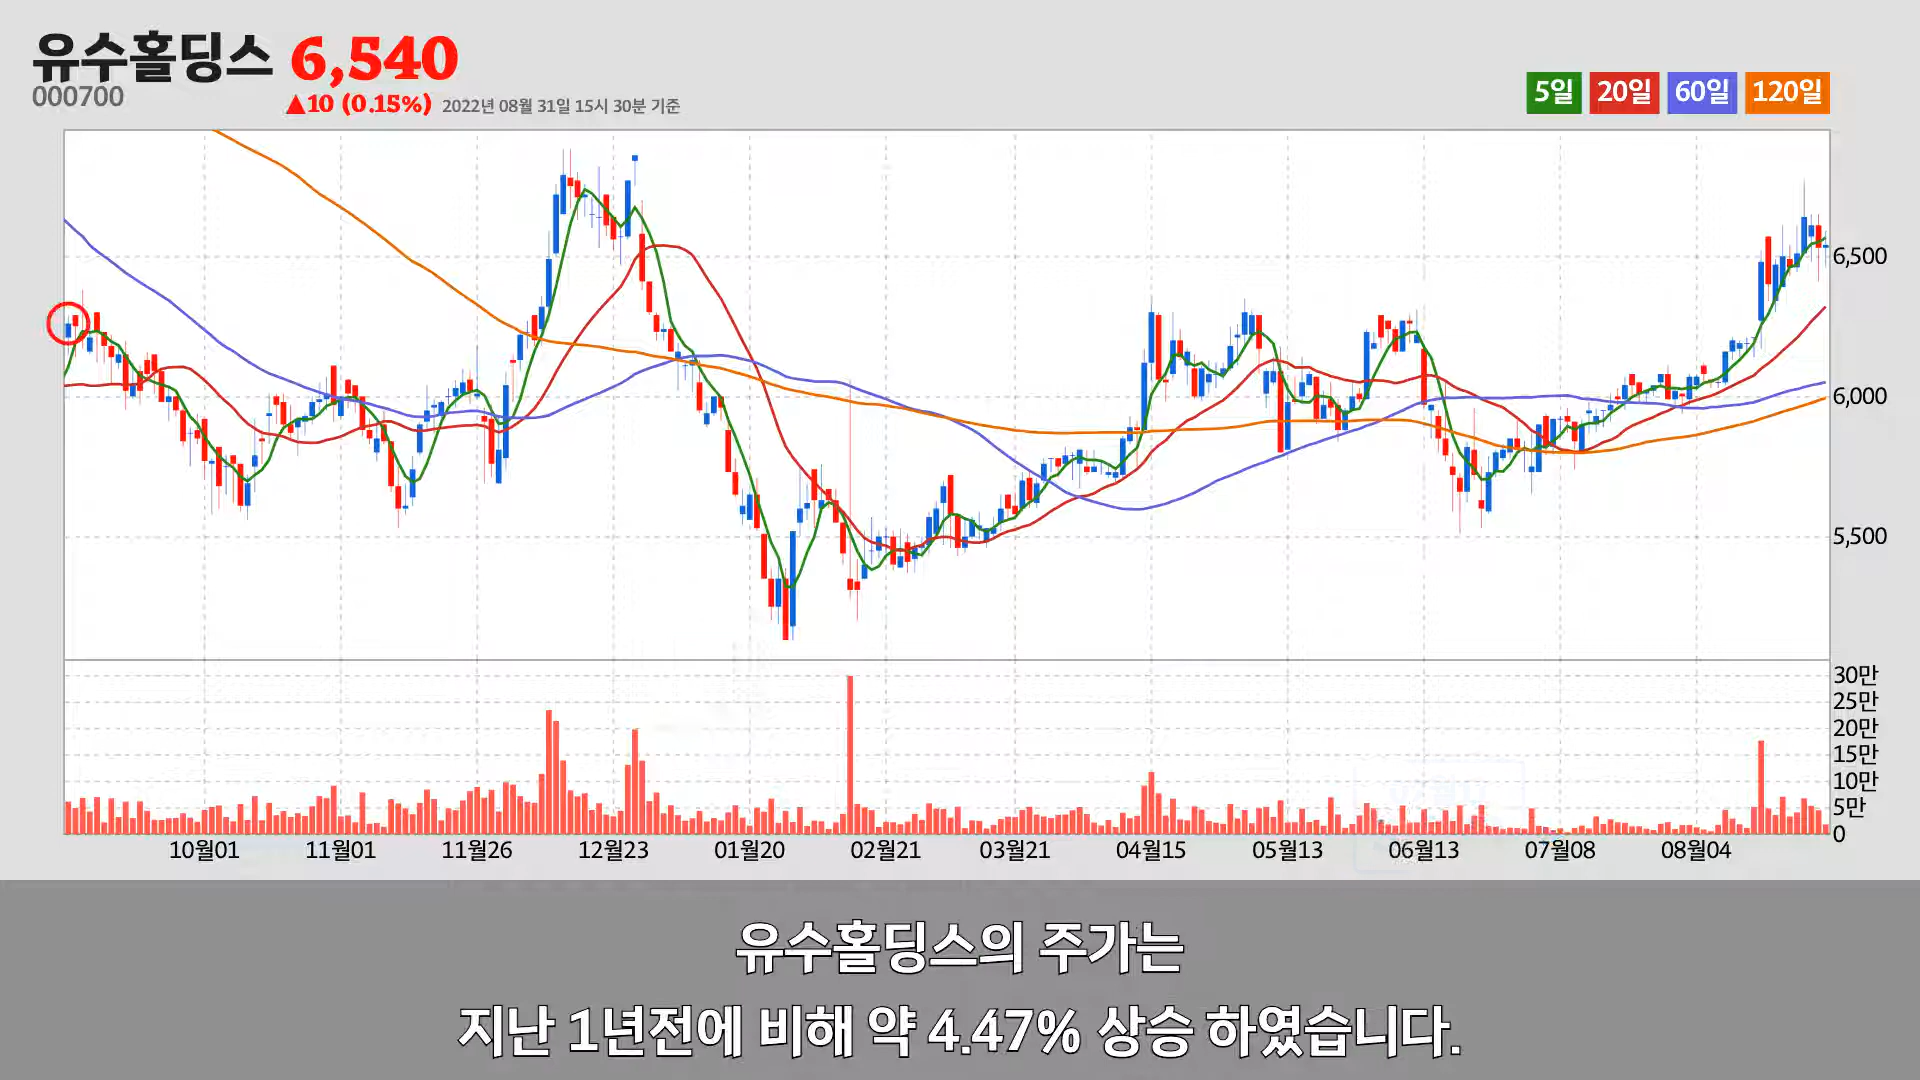 유수홀딩스 6,540
000700
▲10 (0.15%) 2022년 08월 31일 15시 30분 기준
5일 20일 60일 120일
6,500
6,000
5,500
30만
25만
20만
15만
10만
5만
0
10월01 11월01 11월26 12월23 01월20 02월21 03월21 04월15 05월13 06월13 07월08 08월04
유수홀딩스의 주가는
지난 1년전에 비해 약 4.47% 상승 하였습니다.